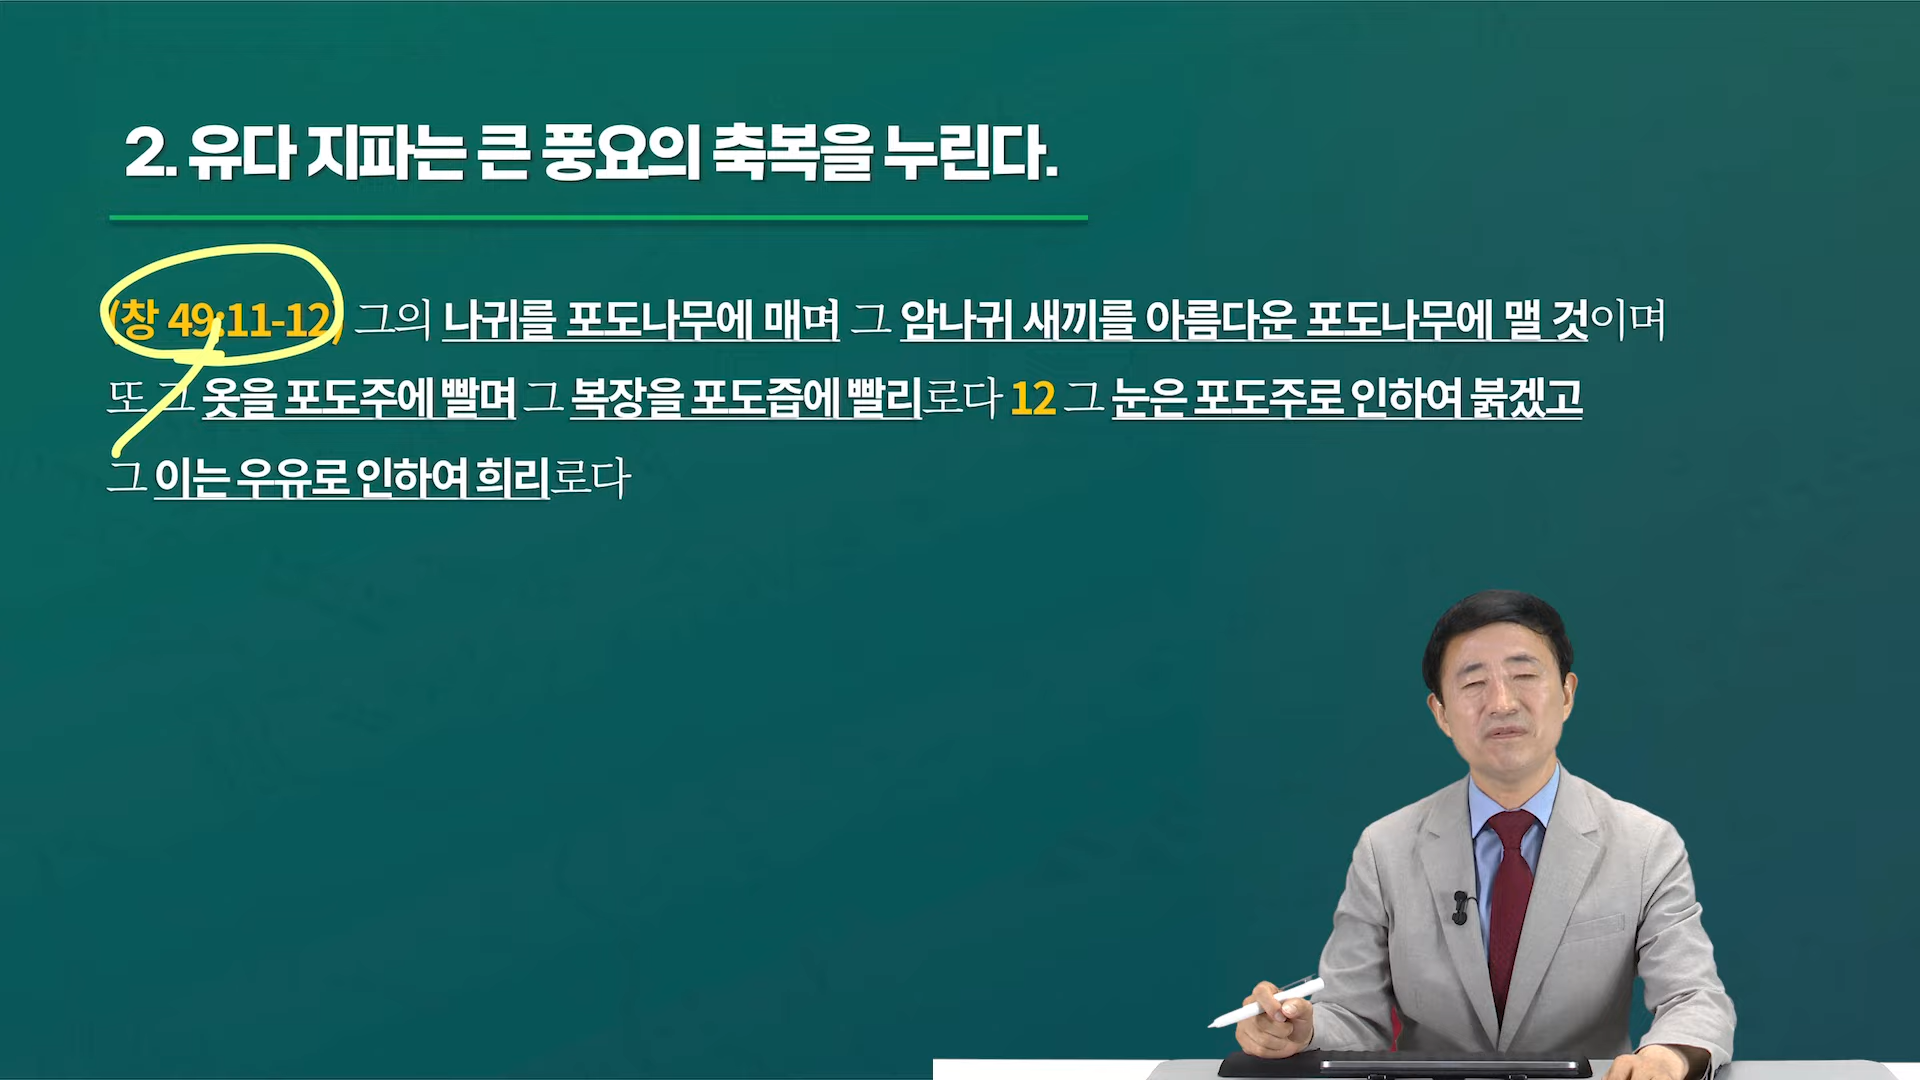 2. 유다 지파는 큰 풍요의 축복을 누린다.
(창 49:11-12) 그의 나귀를 포도나무에 매며 그 암나귀 새끼를 아름다운 포도나무에 맬 것이며
또 그 옷을 포도주에 빨며 그 복장을 포도즙에 빨리로다 12 그 눈은 포도주로 인하여 붉겠고
그 이는 우유로 인하여 희리로다